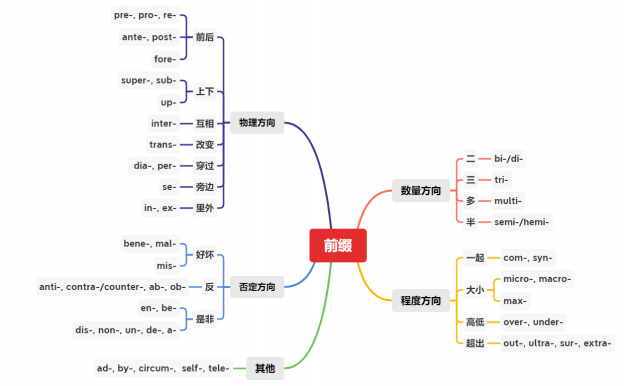 前缀
物理方向
前后
pre-, pro-, re-
ante-, post-
fore-
上下
super-, sub-
up-
互相
inter-
改变
trans-
穿过
dia-, per-
旁边
se-
里外
in-, ex-
否定方向
好坏
bene-, mal-
mis-
反
anti-, contra-/counter-, ab-, ob-
是非
en-, be-
dis-, non-, un-, de-, a-
其他
ad-, by-, circum-, self-, tele-
数量方向
二
bi-/di-
三
tri-
多
multi-
半
semi-/hemi-
程度方向
一起
com-, syn-
大小
micro-, macro-
max-
高低
over-, under-
超出
out-, ultra-, sur-, extra-